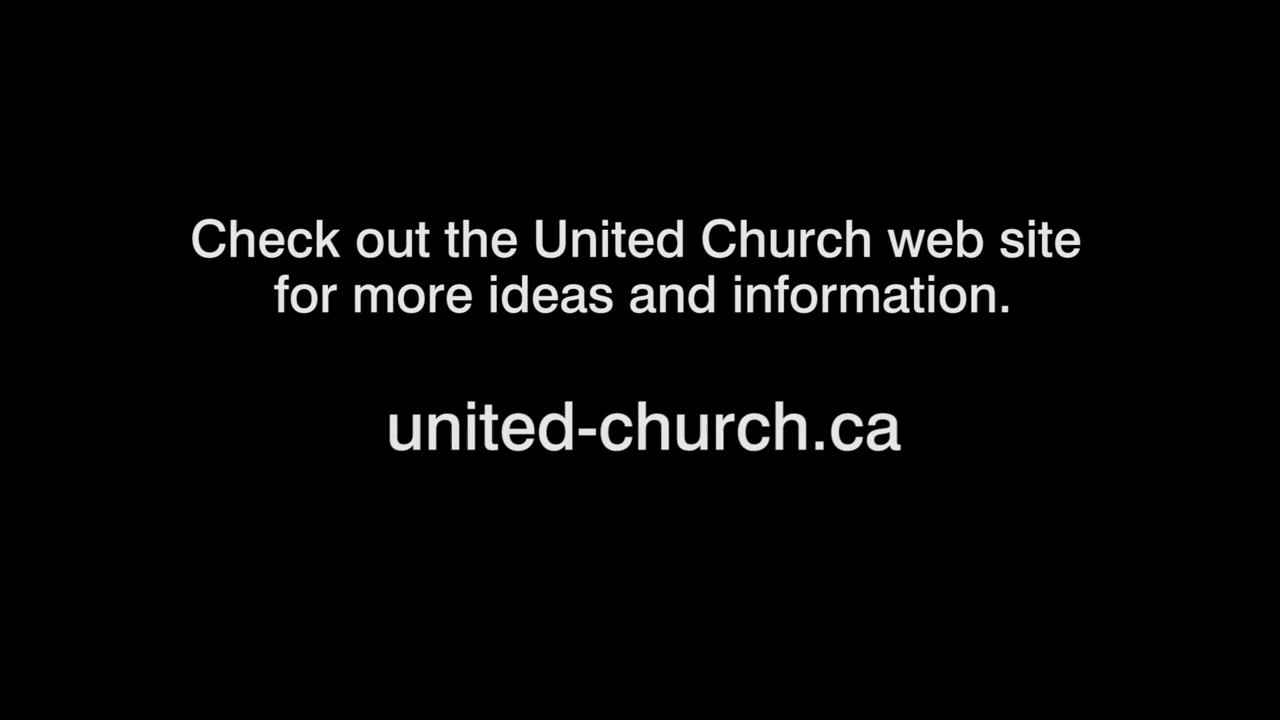 Check out the United Church web site
for more ideas and information.
united-church.ca